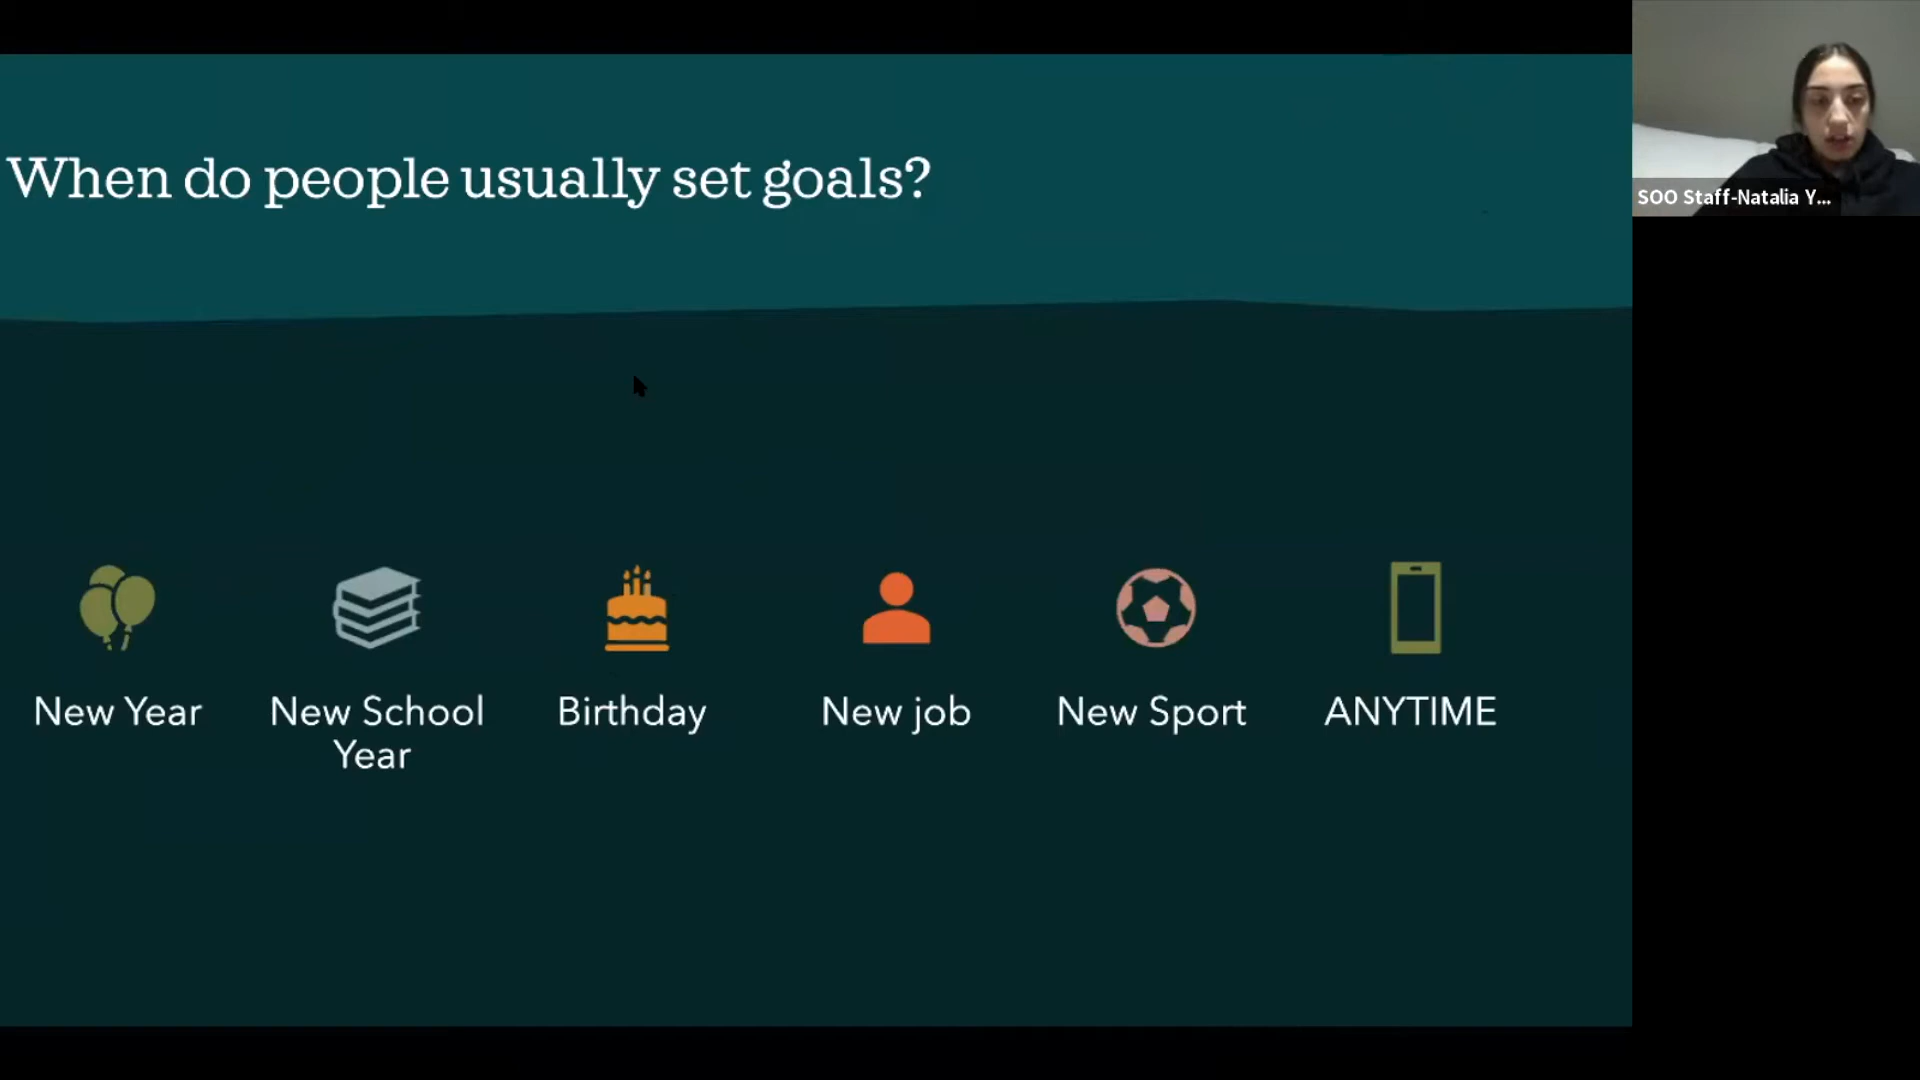 When do people usually set goals?
SOO Staff-Natalia Y...
New Year
New School
Year
Birthday
New job
New Sport
ANYTIME